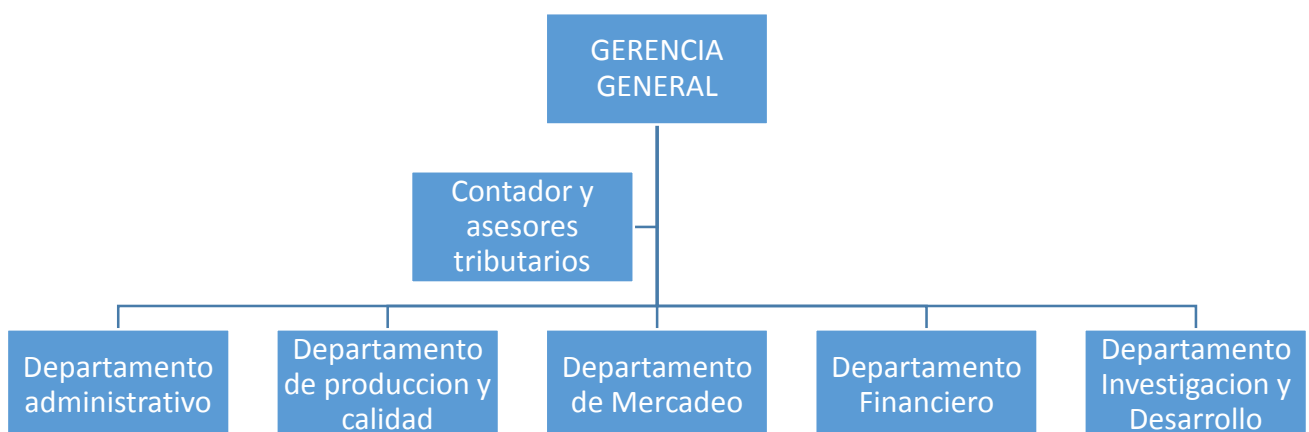 GERENCIA
GENERAL
Contador y
asesores
tributarios
Departamento
administrativo
Departamento
de produccion y
calidad
Departamento
de Mercadeo
Departamento
Financiero
Departamento
Investigacion y
Desarrollo